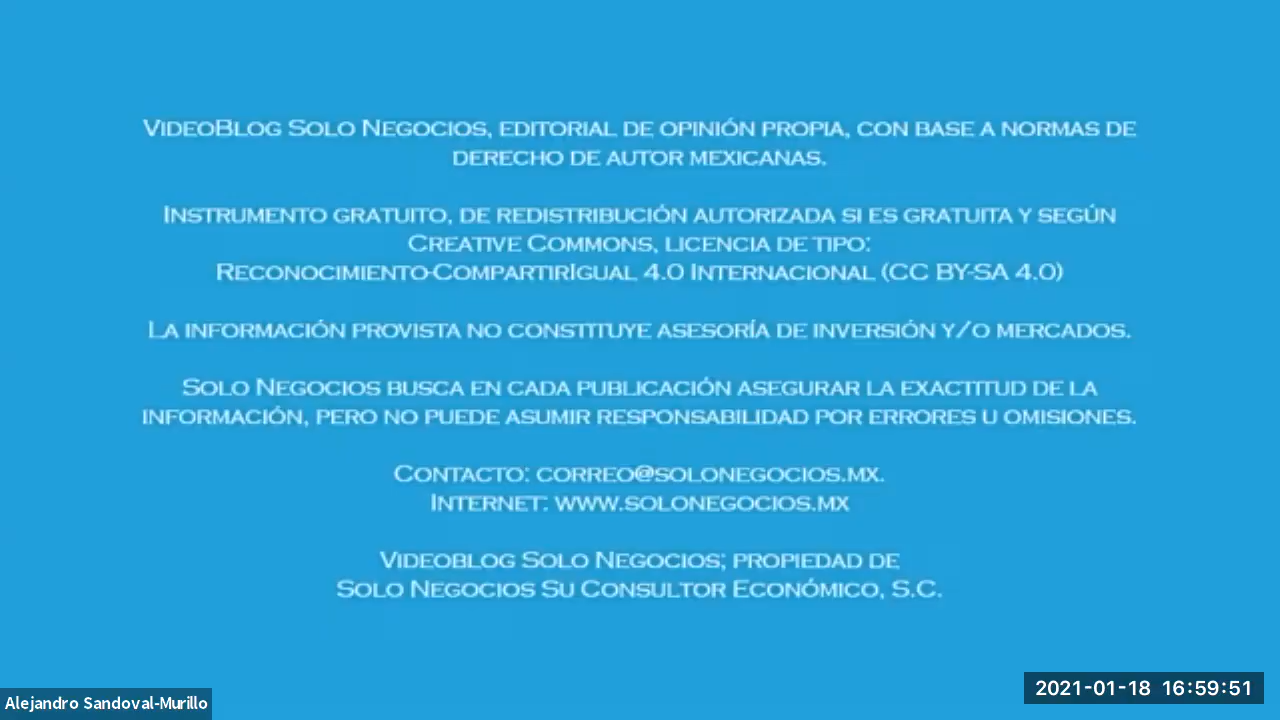 VideoBlog Solo Negocios, editorial de opinión propia, con base a normas de
derecho de autor mexicanas.
Instrumento gratuito, de redistribución autorizada si es gratuita y según
Creative Commons, licencia de tipo:
Reconocimiento-CompartirIgual 4.0 Internacional (CC BY-SA 4.0)
La información provista no constituye asesoría de inversión y/o mercados.
Solo Negocios busca en cada publicación asegurar la exactitud de la
información, pero no puede asumir responsabilidad por errores u omisiones.
Contacto: correo@solonegocios.mx.
Internet: www.solonegocios.mx
Videoblog Solo Negocios; propiedad de
Solo Negocios Su Consultor Económico, S.C.
2021-01-18 16:59:51
Alejandro Sandoval-Murillo